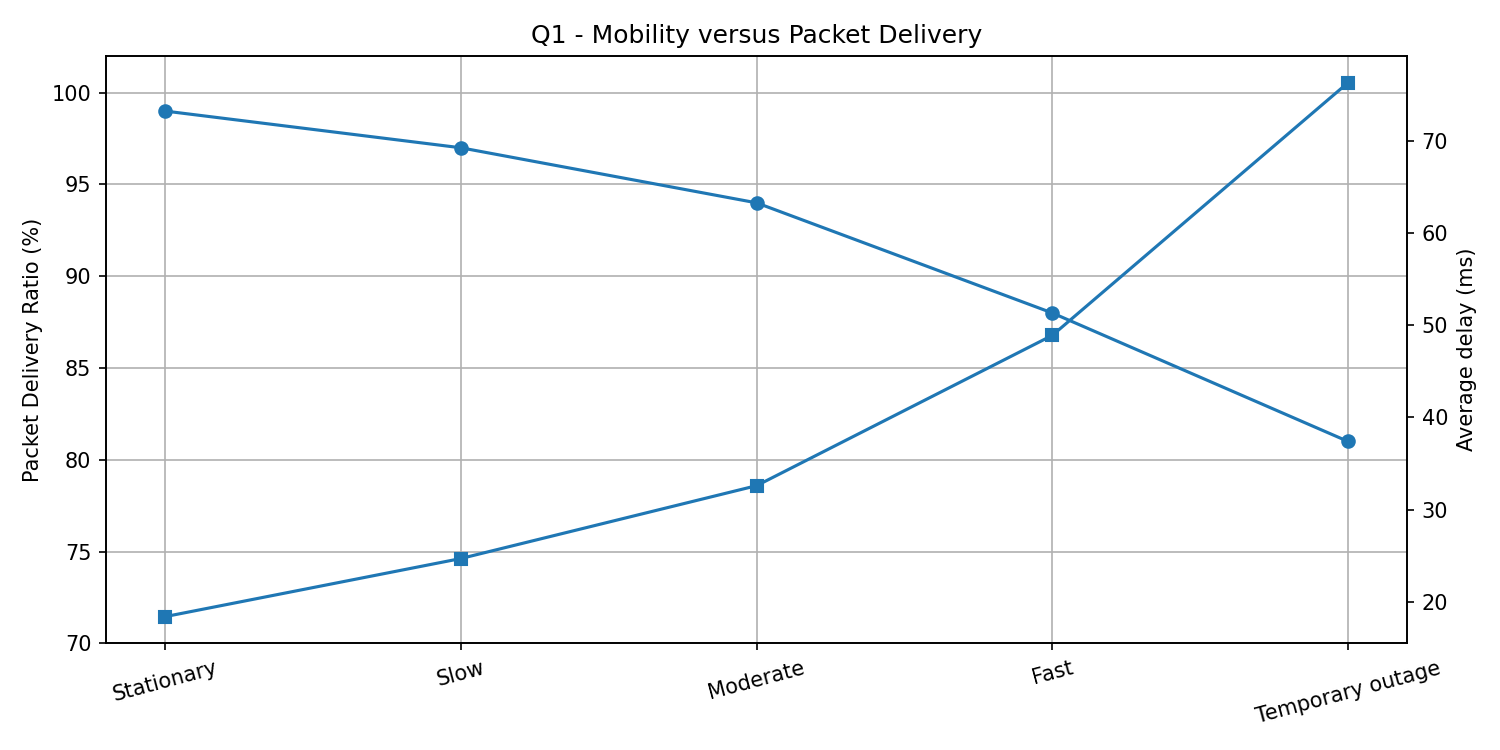 Q1 - Mobility versus Packet Delivery
Packet Delivery Ratio (%)
100
95
90
85
80
75
70
Average delay (ms)
70
60
50
40
30
20
Stationary
Slow
Moderate
Fast
Temporary outage